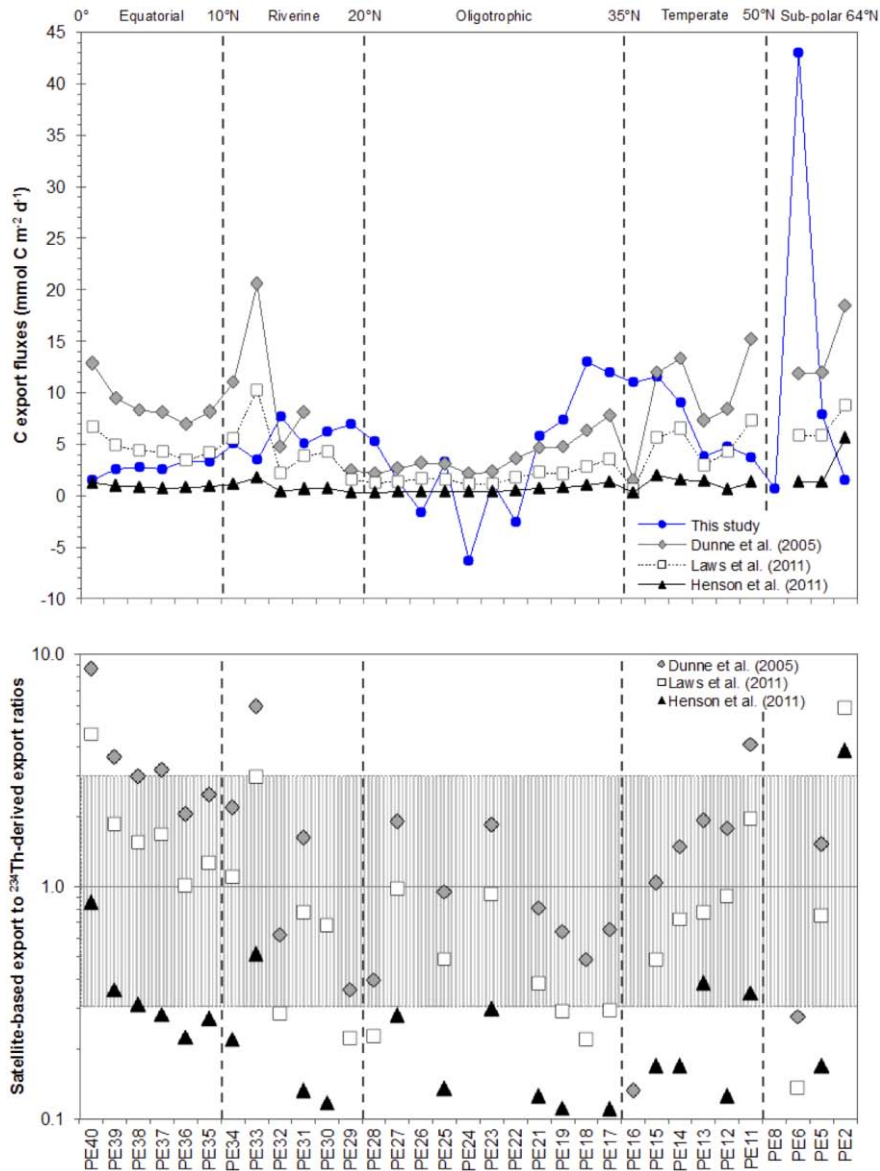 0° Equatorial 10°N Riverine 20°N Oligotrophic 35°N Temperate 50°N Sub-polar 64°N
C export fluxes (mmol C m⁻² d⁻¹)
45
40
35
30
25
20
15
10
5
0
-5
-10
This study
Dunne et al. (2005)
Laws et al. (2011)
Henson et al. (2011)
Satellite-based export to ²³⁴Th-derived export ratios
10.0
1.0
0.1
Dunne et al. (2005)
Laws et al. (2011)
Henson et al. (2011)
PE40
PE39
PE38
PE37
PE36
PE35
PE34
PE33
PE32
PE31
PE30
PE29
PE28
PE27
PE26
PE25
PE24
PE23
PE22
PE21
PE19
PE18
PE17
PE16
PE15
PE14
PE13
PE12
PE11
PE8
PE6
PE5
PE2